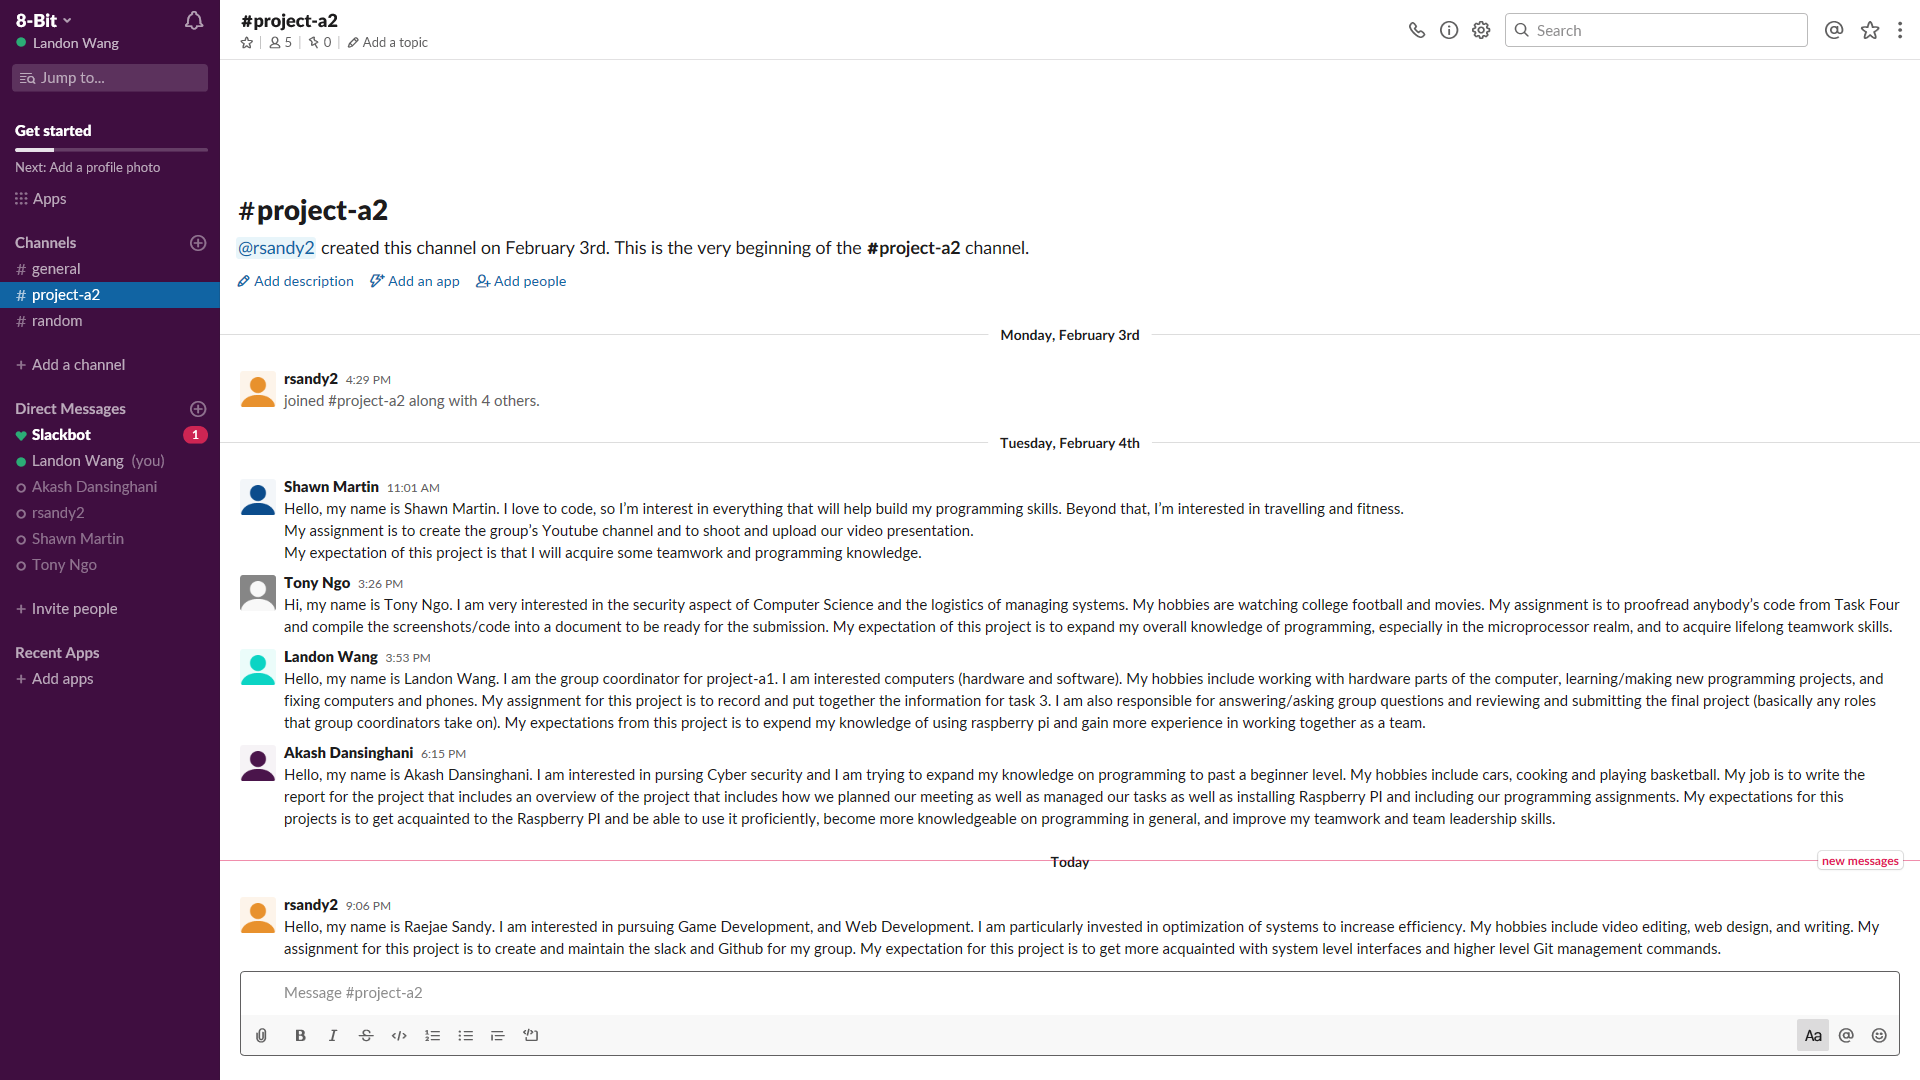 8-Bit
Landon Wang
Jump to...
Get started
Next: Add a profile photo
Apps
Channels
# general
# project-a2
# random
+ Add a channel
Direct Messages
Slackbot 1
Landon Wang (you)
Akash Dansinghani
rsandy2
Shawn Martin
Tony Ngo
+ Invite people
Recent Apps
+ Add apps
#project-a2
5 0 Add a topic
Search
#project-a2
@rsandy2 created this channel on February 3rd. This is the very beginning of the #project-a2 channel.
Add description Add an app Add people
Monday, February 3rd
rsandy2 4:29 PM
joined #project-a2 along with 4 others.
Tuesday, February 4th
Shawn Martin 11:01 AM
Hello, my name is Shawn Martin. I love to code, so I'm interest in everything that will help build my programming skills. Beyond that, I'm interested in travelling and fitness.
My assignment is to create the group's Youtube channel and to shoot and upload our video presentation.
My expectation of this project is that I will acquire some teamwork and programming knowledge.
Tony Ngo 3:26 PM
Hi, my name is Tony Ngo. I am very interested in the security aspect of Computer Science and the logistics of managing systems. My hobbies are watching college football and movies. My assignment is to proofread anybody's code from Task Four
and compile the screenshots/code into a document to be ready for the submission. My expectation of this project is to expand my overall knowledge of programming, especially in the microprocessor realm, and to acquire lifelong teamwork skills.
Landon Wang 3:53 PM
Hello, my name is Landon Wang. I am the group coordinator for project-a1. I am interested computers (hardware and software). My hobbies include working with hardware parts of the computer, learning/making new programming projects, and
fixing computers and phones. My assignment for this project is to record and put together the information for task 3. I am also responsible for answering/asking group questions and reviewing and submitting the final project (basically any roles
that group coordinators take on). My expectations from this project is to expend my knowledge of using raspberry pi and gain more experience in working together as a team.
Akash Dansinghani 6:15 PM
Hello, my name is Akash Dansinghani. I am interested in pursing Cyber security and I am trying to expand my knowledge on programming to past a beginner level. My hobbies include cars, cooking and playing basketball. My job is to write the
report for the project that includes an overview of the project that includes how we planned our meeting as well as managed our tasks as well as installing Raspberry PI and including our programming assignments. My expectations for this
projects is to get acquainted to the Raspberry PI and be able to use it proficiently, become more knowledgeable on programming in general, and improve my teamwork and team leadership skills.
Today new messages
rsandy2 9:06 PM
Hello, my name is Raejae Sandy. I am interested in pursuing Game Development, and Web Development. I am particularly invested in optimization of systems to increase efficiency. My hobbies include video editing, web design, and writing. My
assignment for this project is to create and maintain the slack and Github for my group. My expectation for this project is to get more acquainted with system level interfaces and higher level Git management commands.
Message #project-a2
B I S </> Aa @